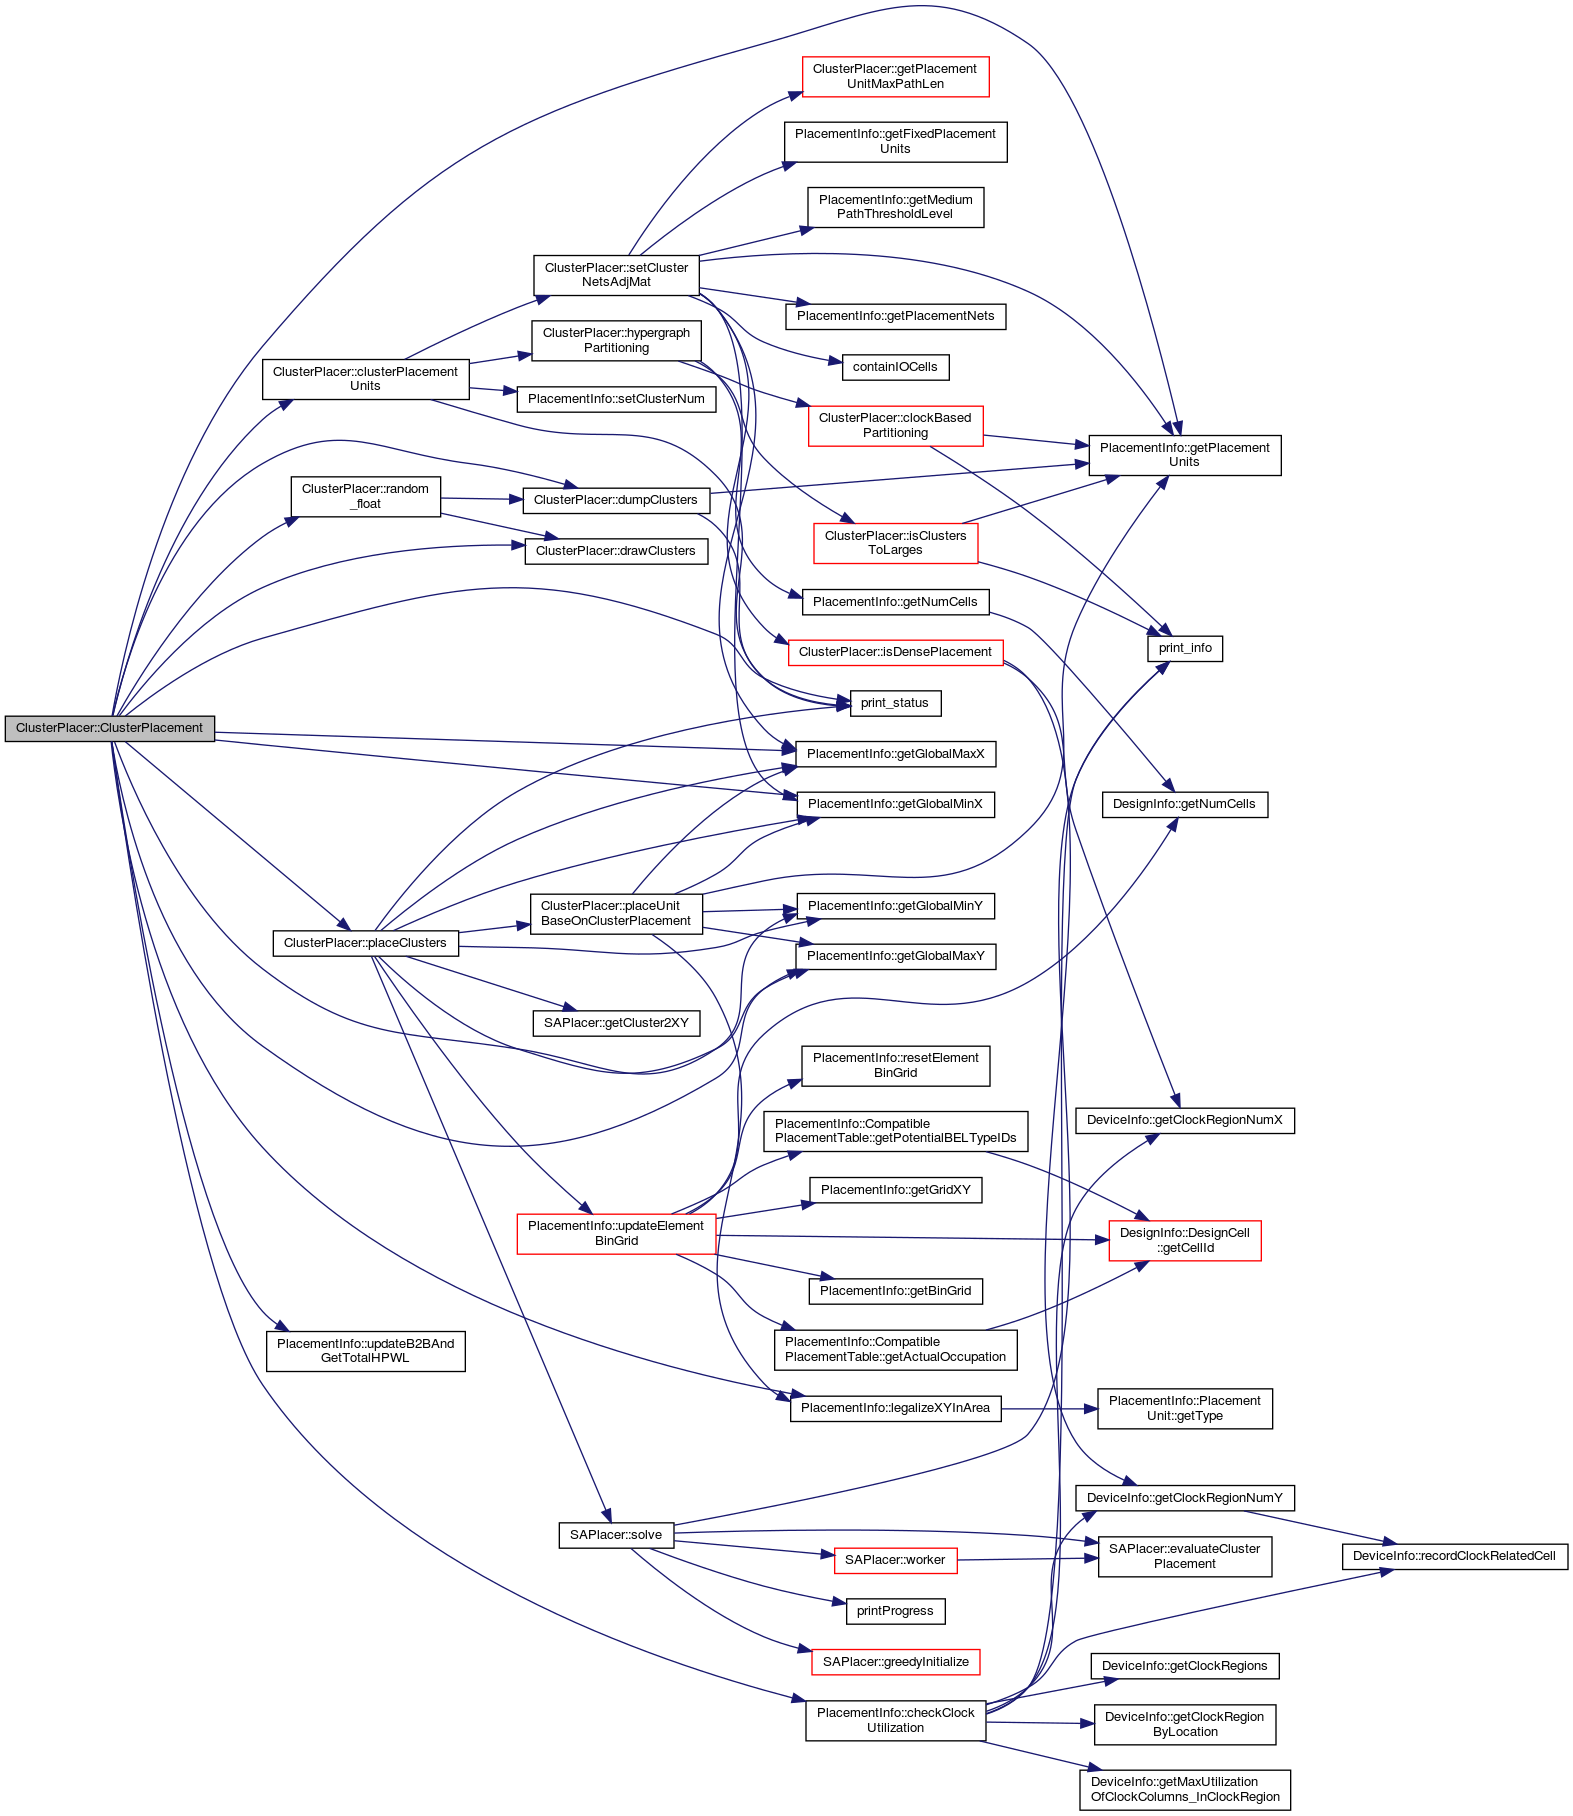 ClusterPlacer::getPlacement
UnitMaxPathLen
PlacementInfo::getFixedPlacement
Units
PlacementInfo::getMedium
PathThresholdLevel
ClusterPlacer::setCluster
NetsAdjMat
PlacementInfo::getPlacementNets
ClusterPlacer::hypergraph
Partitioning
containIOCells
ClusterPlacer::clusterPlacement
Units
PlacementInfo::setClusterNum
ClusterPlacer::clockBased
Partitioning
PlacementInfo::getPlacement
Units
ClusterPlacer::random
_float
ClusterPlacer::dumpClusters
ClusterPlacer::drawClusters
ClusterPlacer::isClusters
ToLarges
PlacementInfo::getNumCells
ClusterPlacer::isDensePlacement
print_info
print_status
ClusterPlacer::ClusterPlacement
PlacementInfo::getGlobalMaxX
PlacementInfo::getGlobalMinX
DesignInfo::getNumCells
ClusterPlacer::placeUnit
BaseOnClusterPlacement
PlacementInfo::getGlobalMinY
ClusterPlacer::placeClusters
PlacementInfo::getGlobalMaxY
SAPlacer::getCluster2XY
PlacementInfo::resetElement
BinGrid
DeviceInfo::getClockRegionNumX
PlacementInfo::Compatible
PlacementTable::getPotentialBELTypeIDs
PlacementInfo::getGridXY
PlacementInfo::updateElement
BinGrid
DesignInfo::DesignCell
::getCellId
PlacementInfo::getBinGrid
PlacementInfo::updateB2BAnd
GetTotalHPWL
PlacementInfo::Compatible
PlacementTable::getActualOccupation
PlacementInfo::legalizeXYInArea
PlacementInfo::Placement
Unit::getType
DeviceInfo::getClockRegionNumY
SAPlacer::solve
SAPlacer::evaluateCluster
Placement
DeviceInfo::recordClockRelatedCell
SAPlacer::worker
printProgress
SAPlacer::greedyInitialize
DeviceInfo::getClockRegions
PlacementInfo::checkClock
Utilization
DeviceInfo::getClockRegion
ByLocation
DeviceInfo::getMaxUtilization
OfClockColumns_InClockRegion